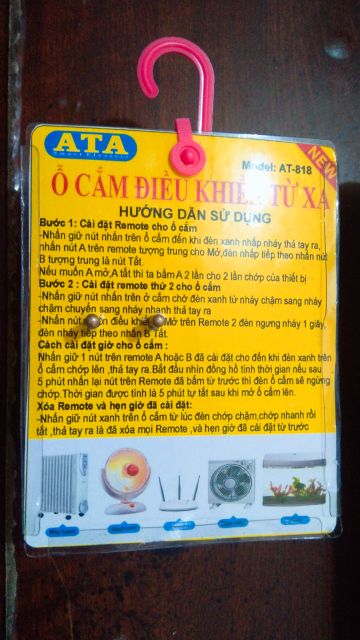 ATA
Model: AT-818
NEW
Ổ CẮM ĐIỀU KHIỂN TỪ XA
HƯỚNG DẪN SỬ DỤNG
Bước 1: Cài đặt Remote cho ổ cắm
-Nhấn giữ nút nhấn trên ổ cắm đến khi đèn xanh nhấp nháy thả tay ra,
nhấn nút A trên remote tượng trung cho Mở,đèn nhấp tiếp theo nhấn nút
B tượng trung là nút Tắt.
Nếu muốn A mở,A tắt thì ta bấm A 2 lần cho 2 lần chớp của thiết bị
Bước 2 : Cài đặt remote thứ 2 cho ổ cắm
-Nhấn giữ nút nhấn trên ở cắm chờ đèn xanh từ nháy chậm sang nháy
chậm chuyển sang nháy nhanh thả tay ra
-Nhấn nút điều Mở trên Remote 2 đèn ngưng nháy 1 giây,
đèn nháy tiếp theo nhấn B Tắt.
Cách cài đặt giờ cho ổ cắm :
Nhấn giữ 1 nút trên remote A hoặc B đã cài đặt cho đến khi đèn xanh trên
ổ cắm chớp lên ,thả tay ra.Bắt đầu nhìn đồng hồ tính thời gian nếu sau
5 phút nhấn lại nút trên Remote đã bấm từ trước thì đèn ổ cắm sẽ ngừng
chớp.Thời gian được tính là 5 phút tự tắt sau khi mở ổ cắm lên.
Xóa Remote và hẹn giờ đã cài đặt:
-Nhấn giữ nút xanh trên ổ cắm từ lúc đèn chớp chậm,chớp nhanh rồi
tắt ,thả tay ra là đã xóa mọi Remote ,và hẹn giờ đã cài đặt từ trước